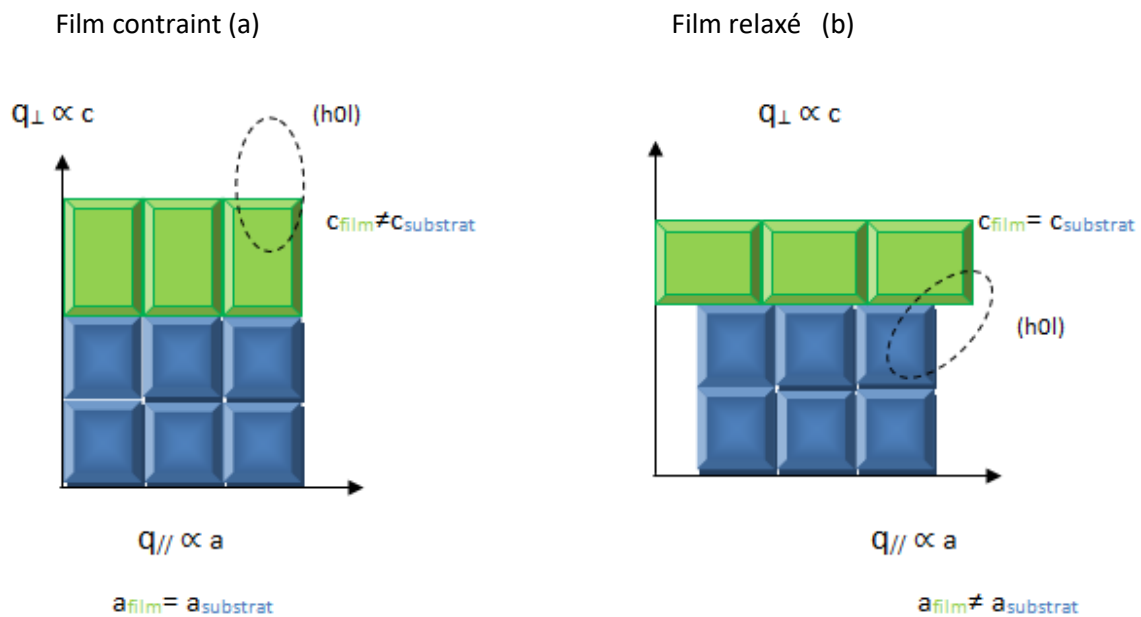 Film contraint (a)
q⊥ ∝ c
(h0l)
cfilm≠csubstrat
q// ∝ a
afilm= asubstrat
Film relaxé (b)
q⊥ ∝ c
cfilm= csubstrat
(h0l)
q// ∝ a
afilm≠ asubstrat